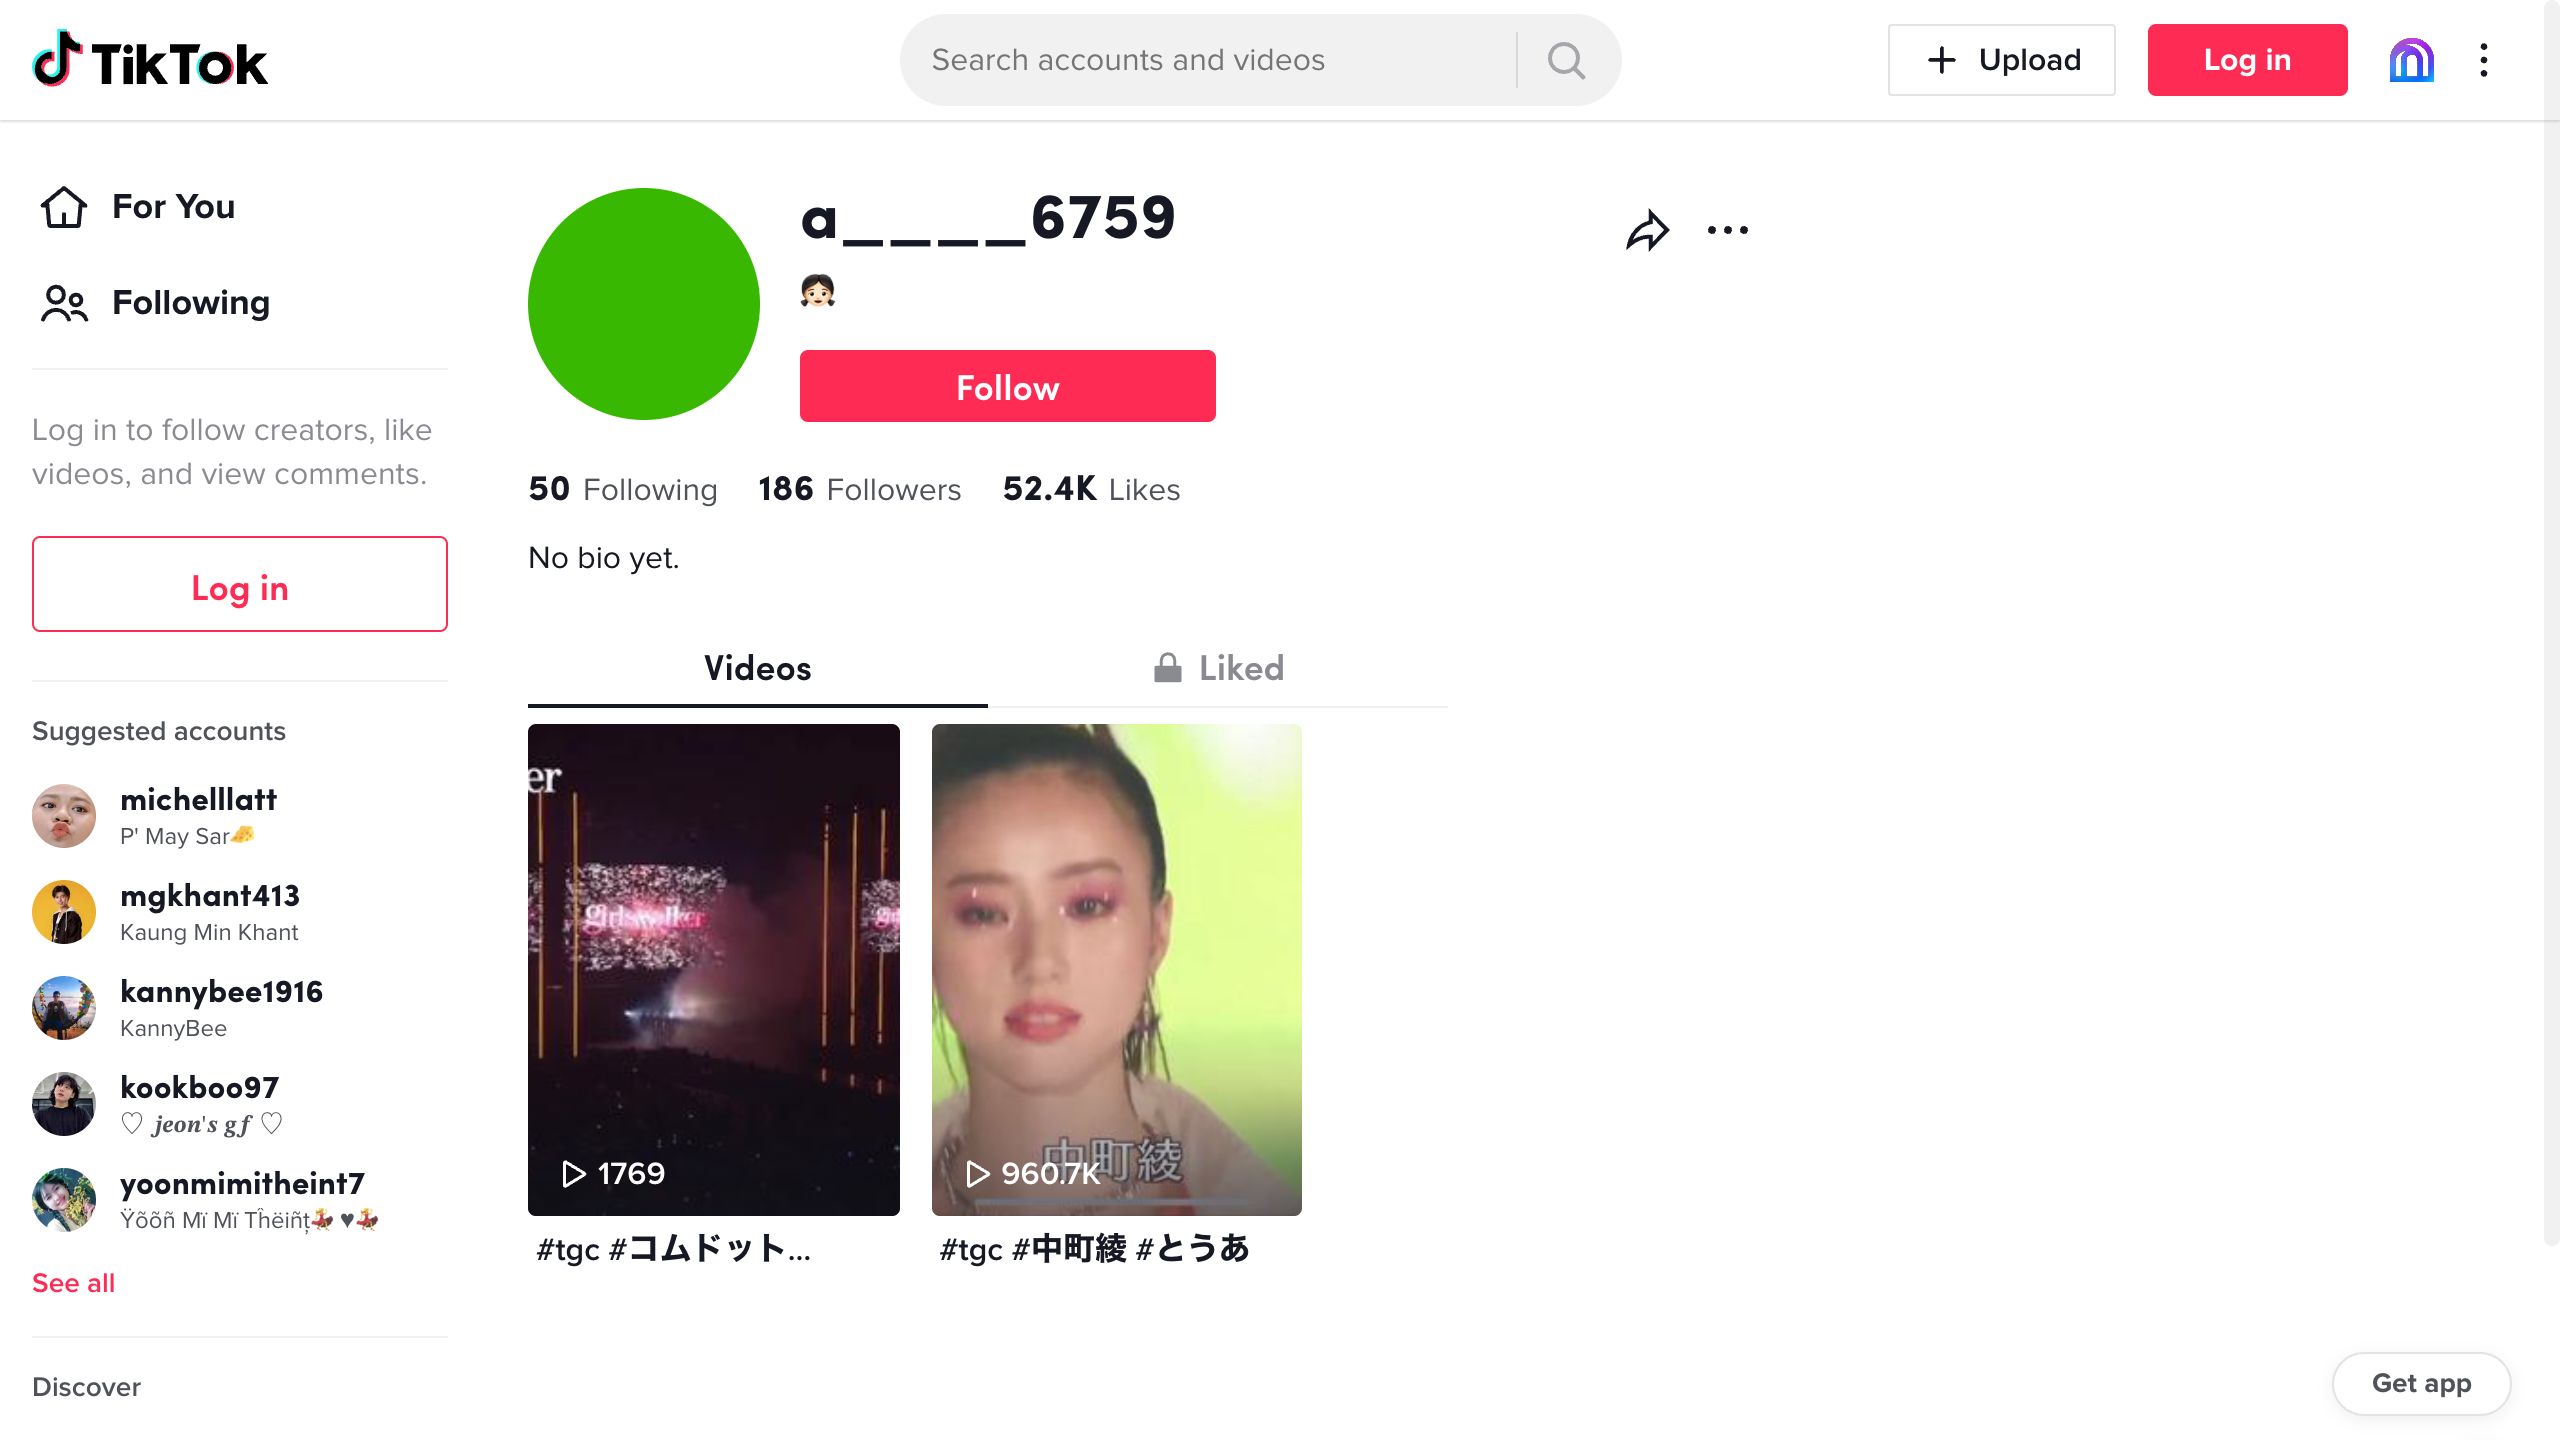 TikTok
Search accounts and videos
Upload
Log in
For You
Following
Log in to follow creators, like
videos, and view comments.
Log in
Suggested accounts
michelllatt
P' May Sar🧀
mgkhant413
Kaung Min Khant
kannybee1916
KannyBee
kookboo97
♡ 𝒋𝒆𝒐𝒏'𝒔 𝒈𝒇 ♡
yoonmimitheint7
Ÿõõñ Mï Mï Tĥëiñţ💃 ♥💃
See all
Discover
a____6759
👧🏻
Follow
50 Following 186 Followers 52.4K Likes
No bio yet.
Videos
Liked
er
girlswalker
1769
#tgc #コムドット...
中町綾
960.7K
#tgc #中町綾 #とうあ
Get app